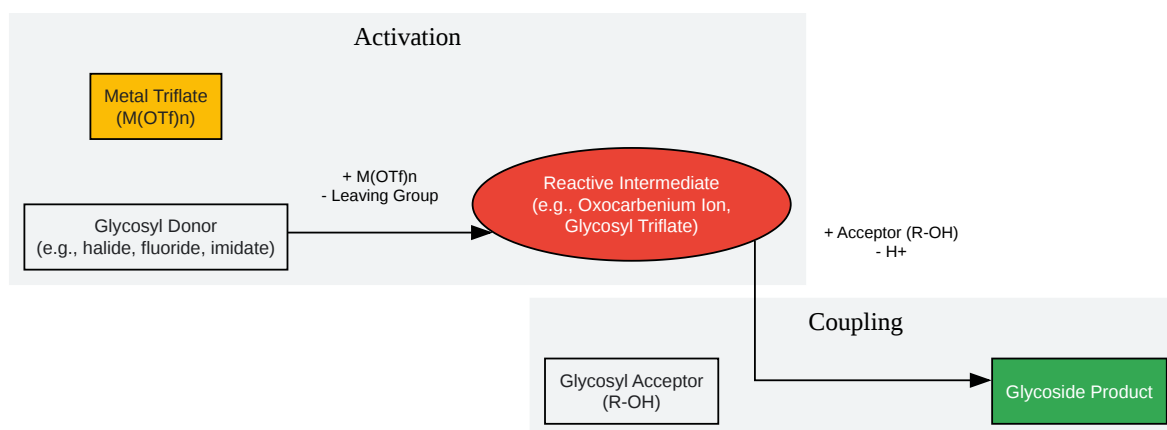 Activation
Metal Triflate
(M(OTf)n)
+ M(OTf)n
- Leaving Group
Glycosyl Donor
(e.g., halide, fluoride, imidate)
Reactive Intermediate
(e.g., Oxocarbenium Ion,
Glycosyl Triflate)
+ Acceptor (R-OH)
- H+
Coupling
Glycosyl Acceptor
(R-OH)
Glycoside Product